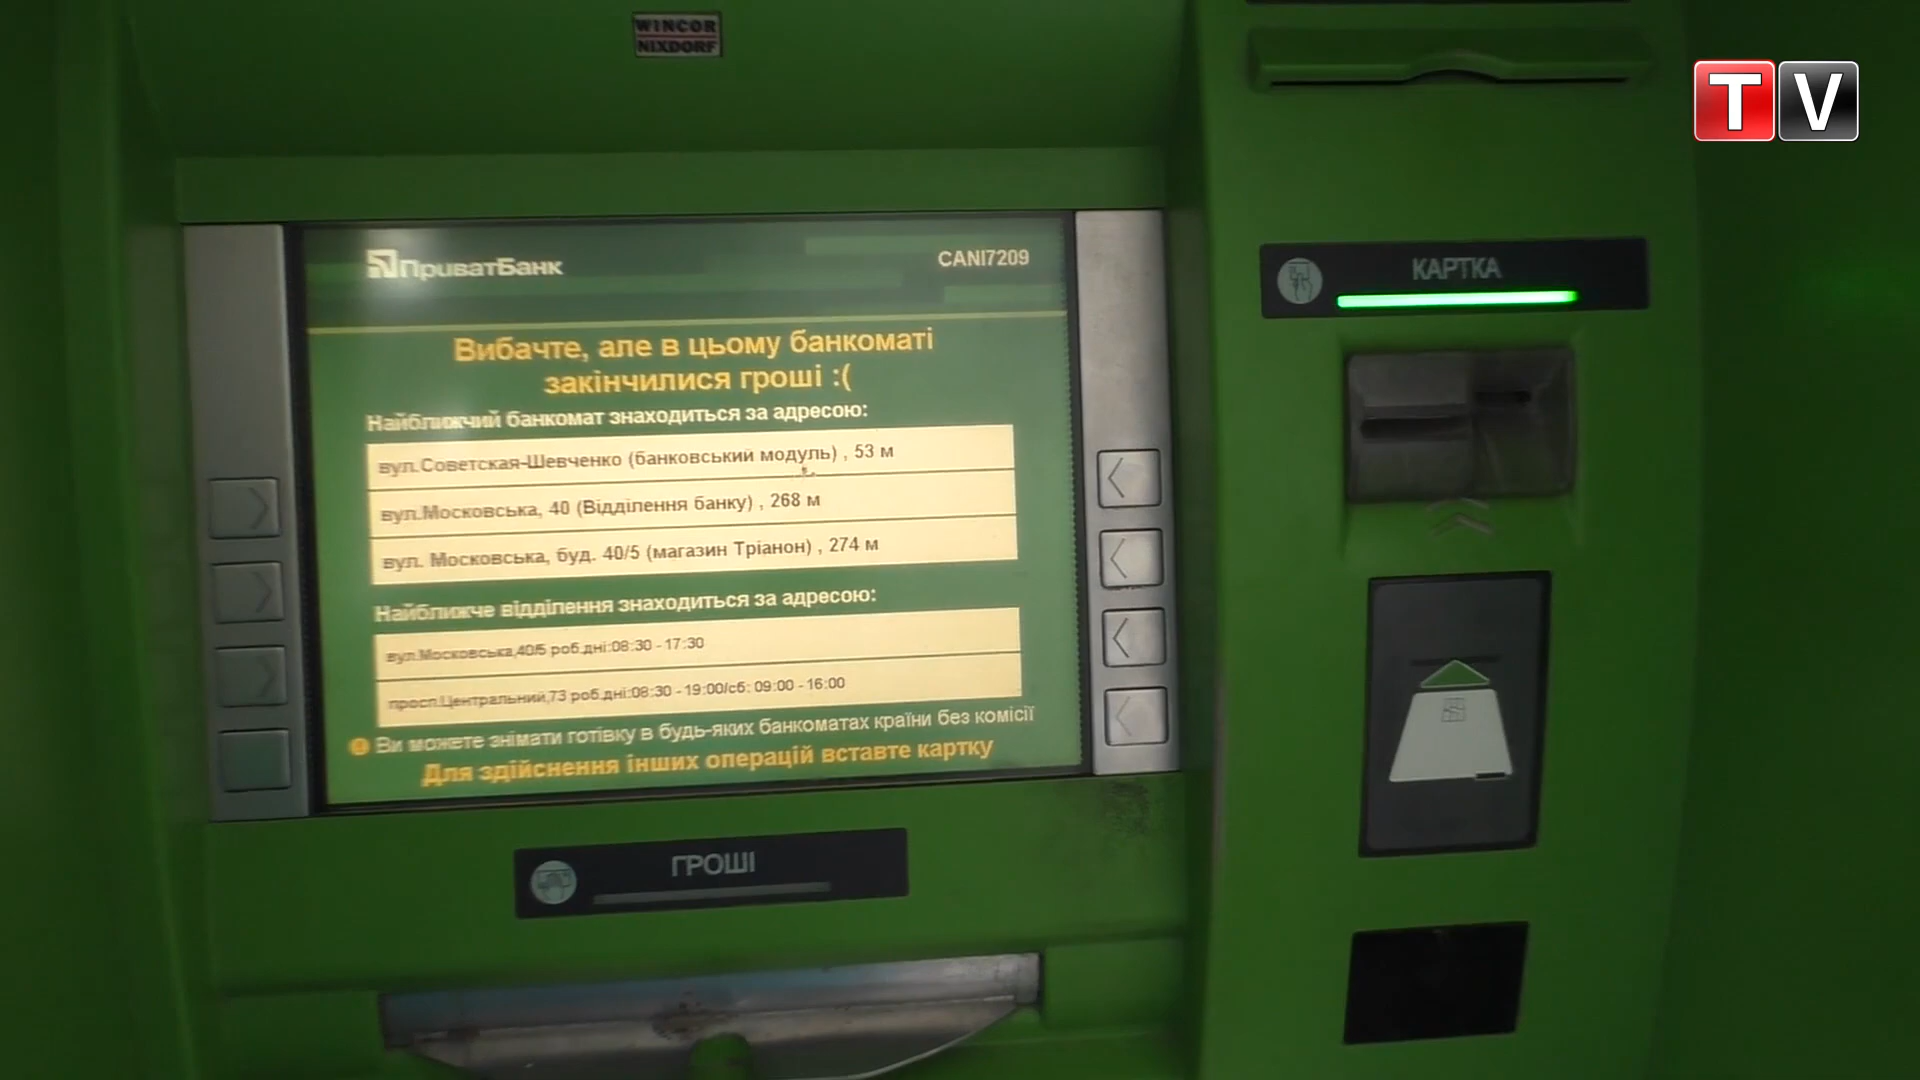 WINCOR
NIXDORF
TV
ПриватБанк
CANI7209
Вибачте, але в цьому банкоматі
закінчилися гроші :(
Найближчий банкомат знаходиться за адресою:
вул.Советская-Шевченко (банковський модуль) , 53 м
вул.Московська, 40 (Відділення банку) , 268 м
вул. Московська, буд. 40/5 (магазин Тріанон) , 274 м
Найближче відділення знаходиться за адресою:
вул.Московська,40/5 роб.дні:08:30 - 17:30
просп.Центральний,73 роб.дні:08:30 - 19:00/сб: 09:00 - 16:00
Ви можете знімати готівку в будь-яких банкоматах країни без комісії
Для здійснення інших операцій вставте картку
КАРТКА
ГРОШІ